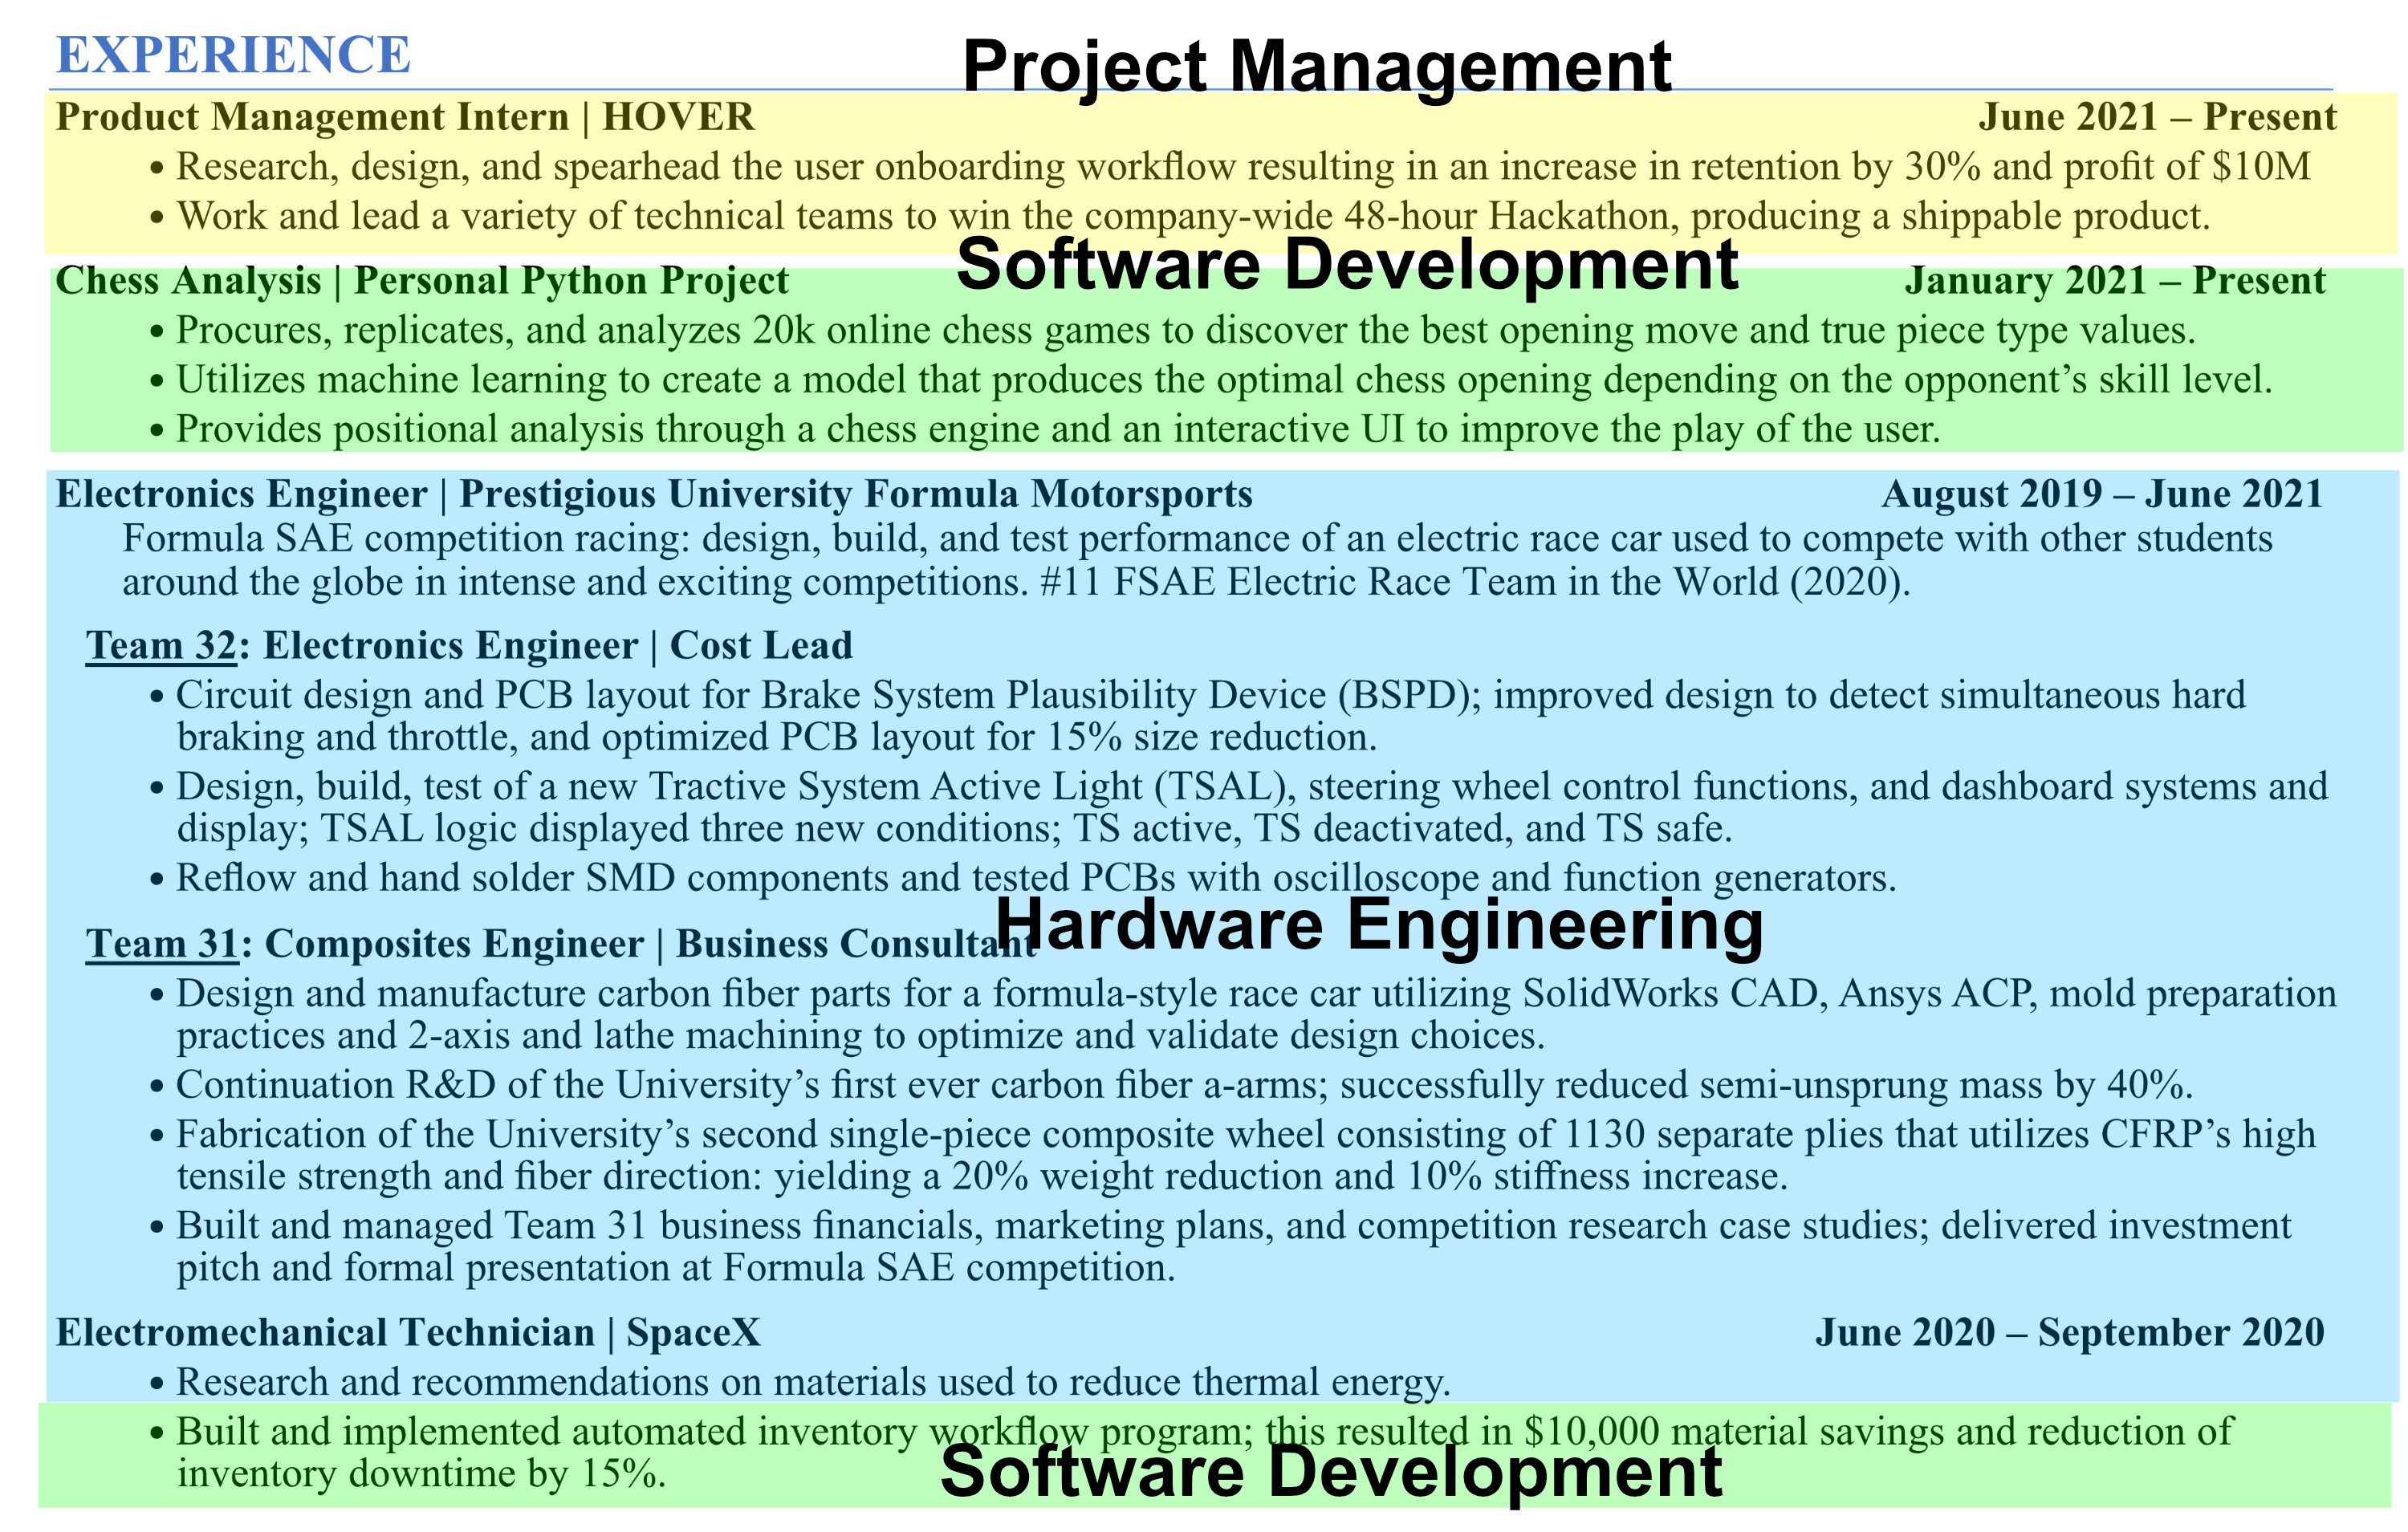 EXPERIENCE
Project Management
Product Management Intern | HOVER June 2021 – Present
• Research, design, and spearhead the user onboarding workflow resulting in an increase in retention by 30% and profit of $10M
• Work and lead a variety of technical teams to win the company-wide 48-hour Hackathon, producing a shippable product.
Software Development
Chess Analysis | Personal Python Project January 2021 – Present
• Procures, replicates, and analyzes 20k online chess games to discover the best opening move and true piece type values.
• Utilizes machine learning to create a model that produces the optimal chess opening depending on the opponent’s skill level.
• Provides positional analysis through a chess engine and an interactive UI to improve the play of the user.
Electronics Engineer | Prestigious University Formula Motorsports August 2019 – June 2021
Formula SAE competition racing: design, build, and test performance of an electric race car used to compete with other students
around the globe in intense and exciting competitions. #11 FSAE Electric Race Team in the World (2020).
Team 32: Electronics Engineer | Cost Lead
• Circuit design and PCB layout for Brake System Plausibility Device (BSPD); improved design to detect simultaneous hard
braking and throttle, and optimized PCB layout for 15% size reduction.
• Design, build, test of a new Tractive System Active Light (TSAL), steering wheel control functions, and dashboard systems and
display; TSAL logic displayed three new conditions; TS active, TS deactivated, and TS safe.
• Reflow and hand solder SMD components and tested PCBs with oscilloscope and function generators.
Hardware Engineering
Team 31: Composites Engineer | Business Consultant
• Design and manufacture carbon fiber parts for a formula-style race car utilizing SolidWorks CAD, Ansys ACP, mold preparation
practices and 2-axis and lathe machining to optimize and validate design choices.
• Continuation R&D of the University’s first ever carbon fiber a-arms; successfully reduced semi-unsprung mass by 40%.
• Fabrication of the University’s second single-piece composite wheel consisting of 1130 separate plies that utilizes CFRP’s high
tensile strength and fiber direction: yielding a 20% weight reduction and 10% stiffness increase.
• Built and managed Team 31 business financials, marketing plans, and competition research case studies; delivered investment
pitch and formal presentation at Formula SAE competition.
Electromechanical Technician | SpaceX June 2020 – September 2020
• Research and recommendations on materials used to reduce thermal energy.
• Built and implemented automated inventory workflow program; this resulted in $10,000 material savings and reduction of
inventory downtime by 15%.
Software Development